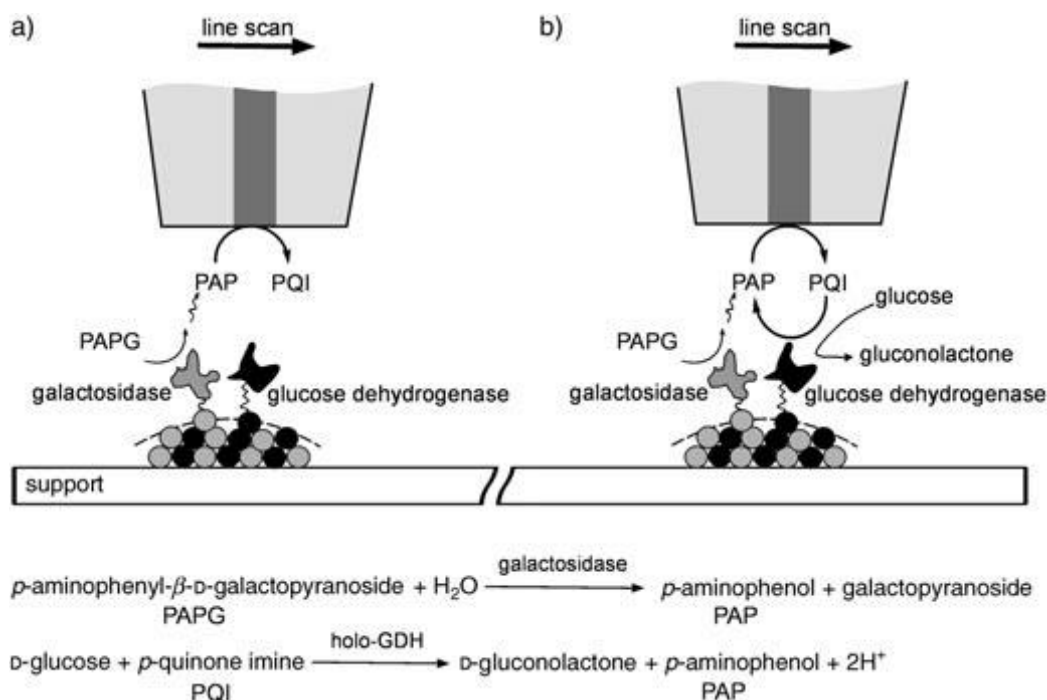 a)
line scan
b)
line scan
PAP
PQI
PAP
PQI
glucose
PAPG
PAPG
gluconolactone
galactosidase
glucose dehydrogenase
galactosidase
glucose dehydrogenase
support
p-aminophenyl-β-D-galactopyranoside + H₂O
galactosidase
p-aminophenol + galactopyranoside
PAPG
PAP
D-glucose + p-quinone imine
holo-GDH
D-gluconolactone + p-aminophenol + 2H⁺
PQI
PAP